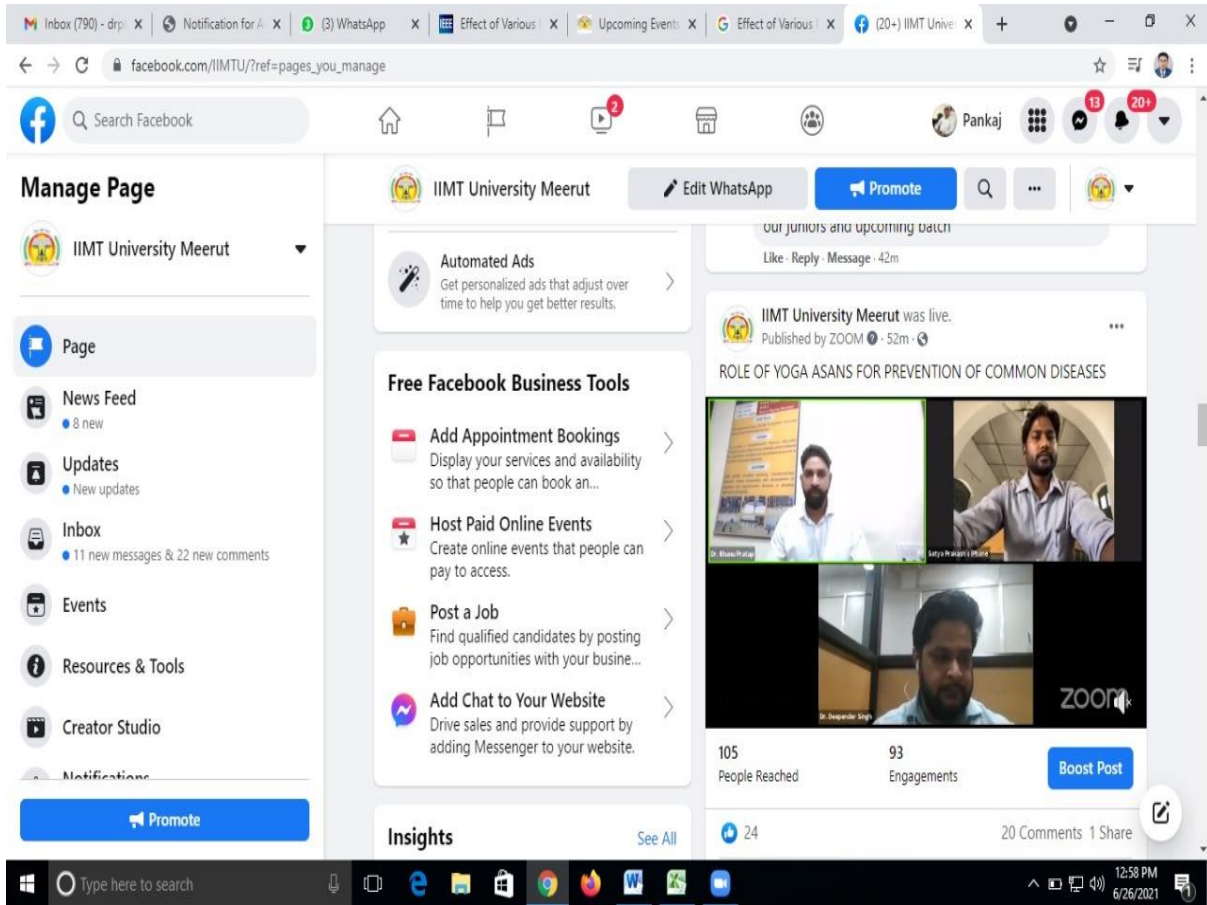 Inbox (790) - drp
Notification for A
(3) WhatsApp
Effect of Various
Upcoming Events
Effect of Various
(20+) IIMT Unive
facebook.com/IIMTU/?ref=pages_you_manage
Search Facebook
2
Pankaj
13
20+
Manage Page
IIMT University Meerut
Page
News Feed
8 new
Updates
New updates
Inbox
11 new messages & 22 new comments
Events
Resources & Tools
Creator Studio
Notifications
Promote
IIMT University Meerut
Edit WhatsApp
Promote
Automated Ads
Get personalized ads that adjust over
time to help you get better results.
Free Facebook Business Tools
Add Appointment Bookings
Display your services and availability
so that people can book an...
Host Paid Online Events
Create online events that people can
pay to access.
Post a Job
Find qualified candidates by posting
job opportunities with your busine...
Add Chat to Your Website
Drive sales and provide support by
adding Messenger to your website.
Insights
See All
our juniors and upcoming batch
Like · Reply · Message · 42m
IIMT University Meerut was live.
Published by ZOOM · 52m ·
ROLE OF YOGA ASANS FOR PREVENTION OF COMMON DISEASES
Dr. Bhanu Pratap
Satya Prakash's iPhone
Dr. Deepander Singh
zoom
105
People Reached
93
Engagements
Boost Post
24
20 Comments 1 Share
Type here to search
12:58 PM
6/26/2021
1